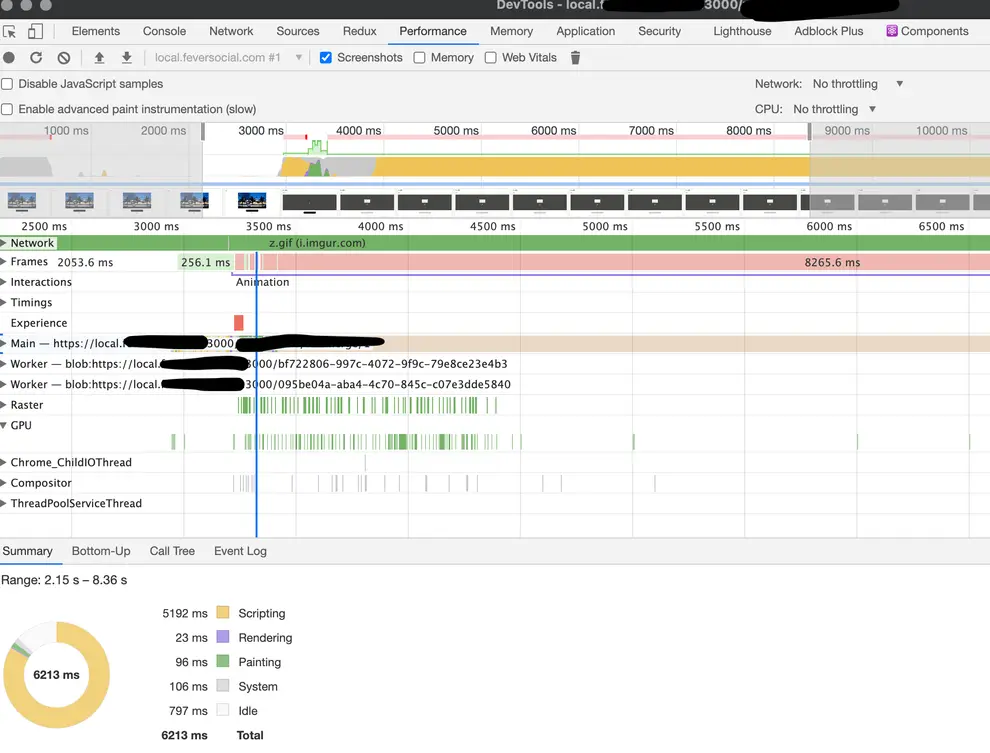 DevTools - local.f 3000/
Elements Console Network Sources Redux Performance Memory Application Security Lighthouse Adblock Plus Components
local.feversocial.com #1 Screenshots Memory Web Vitals
Disable JavaScript samples Network: No throttling
Enable advanced paint instrumentation (slow) CPU: No throttling
1000 ms 2000 ms 3000 ms 4000 ms 5000 ms 6000 ms 7000 ms 8000 ms 9000 ms 10000 ms
2500 ms 3000 ms 3500 ms 4000 ms 4500 ms 5000 ms 5500 ms 6000 ms 6500 ms
Network z.gif (i.imgur.com)
Frames 2053.6 ms 256.1 ms 8265.6 ms
Interactions Animation
Timings
Experience
Main — https://local. 3000/
Worker — blob:https://local. 3000/bf722806-997c-4072-9f9c-79e8ce23e4b3
Worker — blob:https://local. 3000/095be04a-aba4-4c70-845c-c07e3dde5840
Raster
GPU
Chrome_ChildIOThread
Compositor
ThreadPoolServiceThread
Summary Bottom-Up Call Tree Event Log
Range: 2.15 s – 8.36 s
5192 ms Scripting
23 ms Rendering
96 ms Painting
106 ms System
797 ms Idle
6213 ms Total
6213 ms